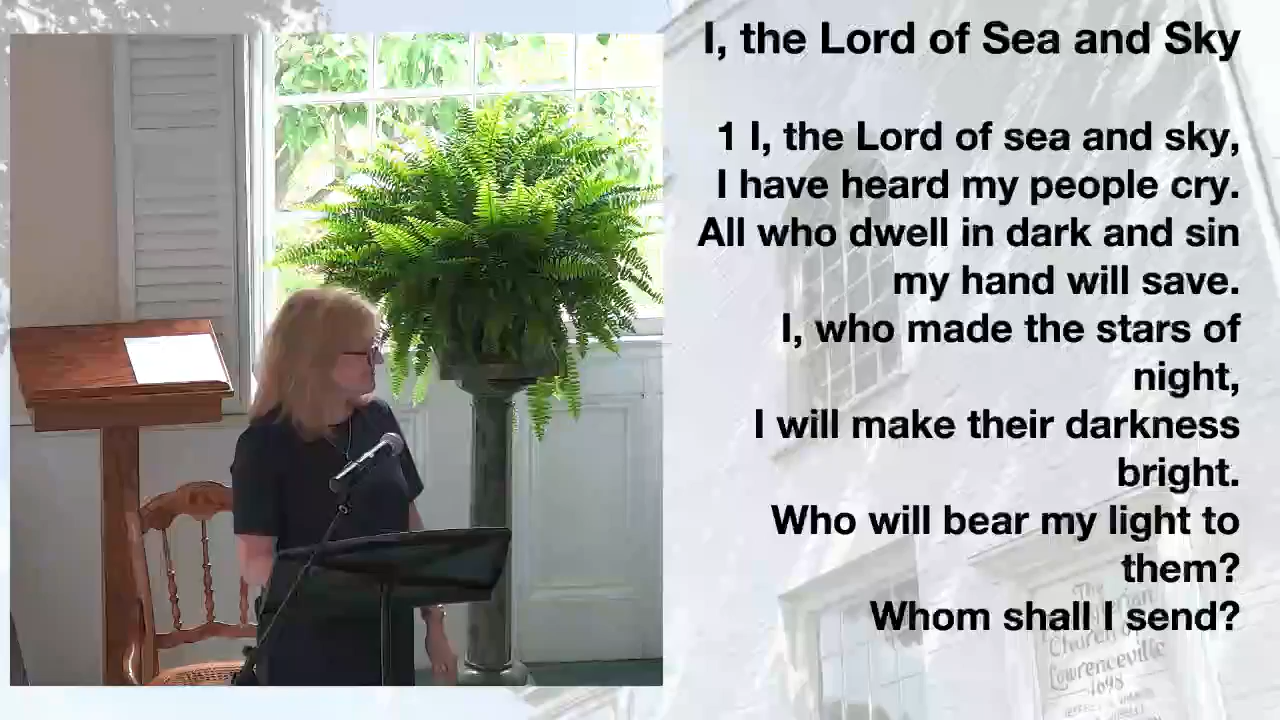 I, the Lord of Sea and Sky
1 I, the Lord of sea and sky,
I have heard my people cry.
All who dwell in dark and sin
my hand will save.
I, who made the stars of
night,
I will make their darkness
bright.
Who will bear my light to
them?
Whom shall I send?
The
Church of
Lawrenceville
1698